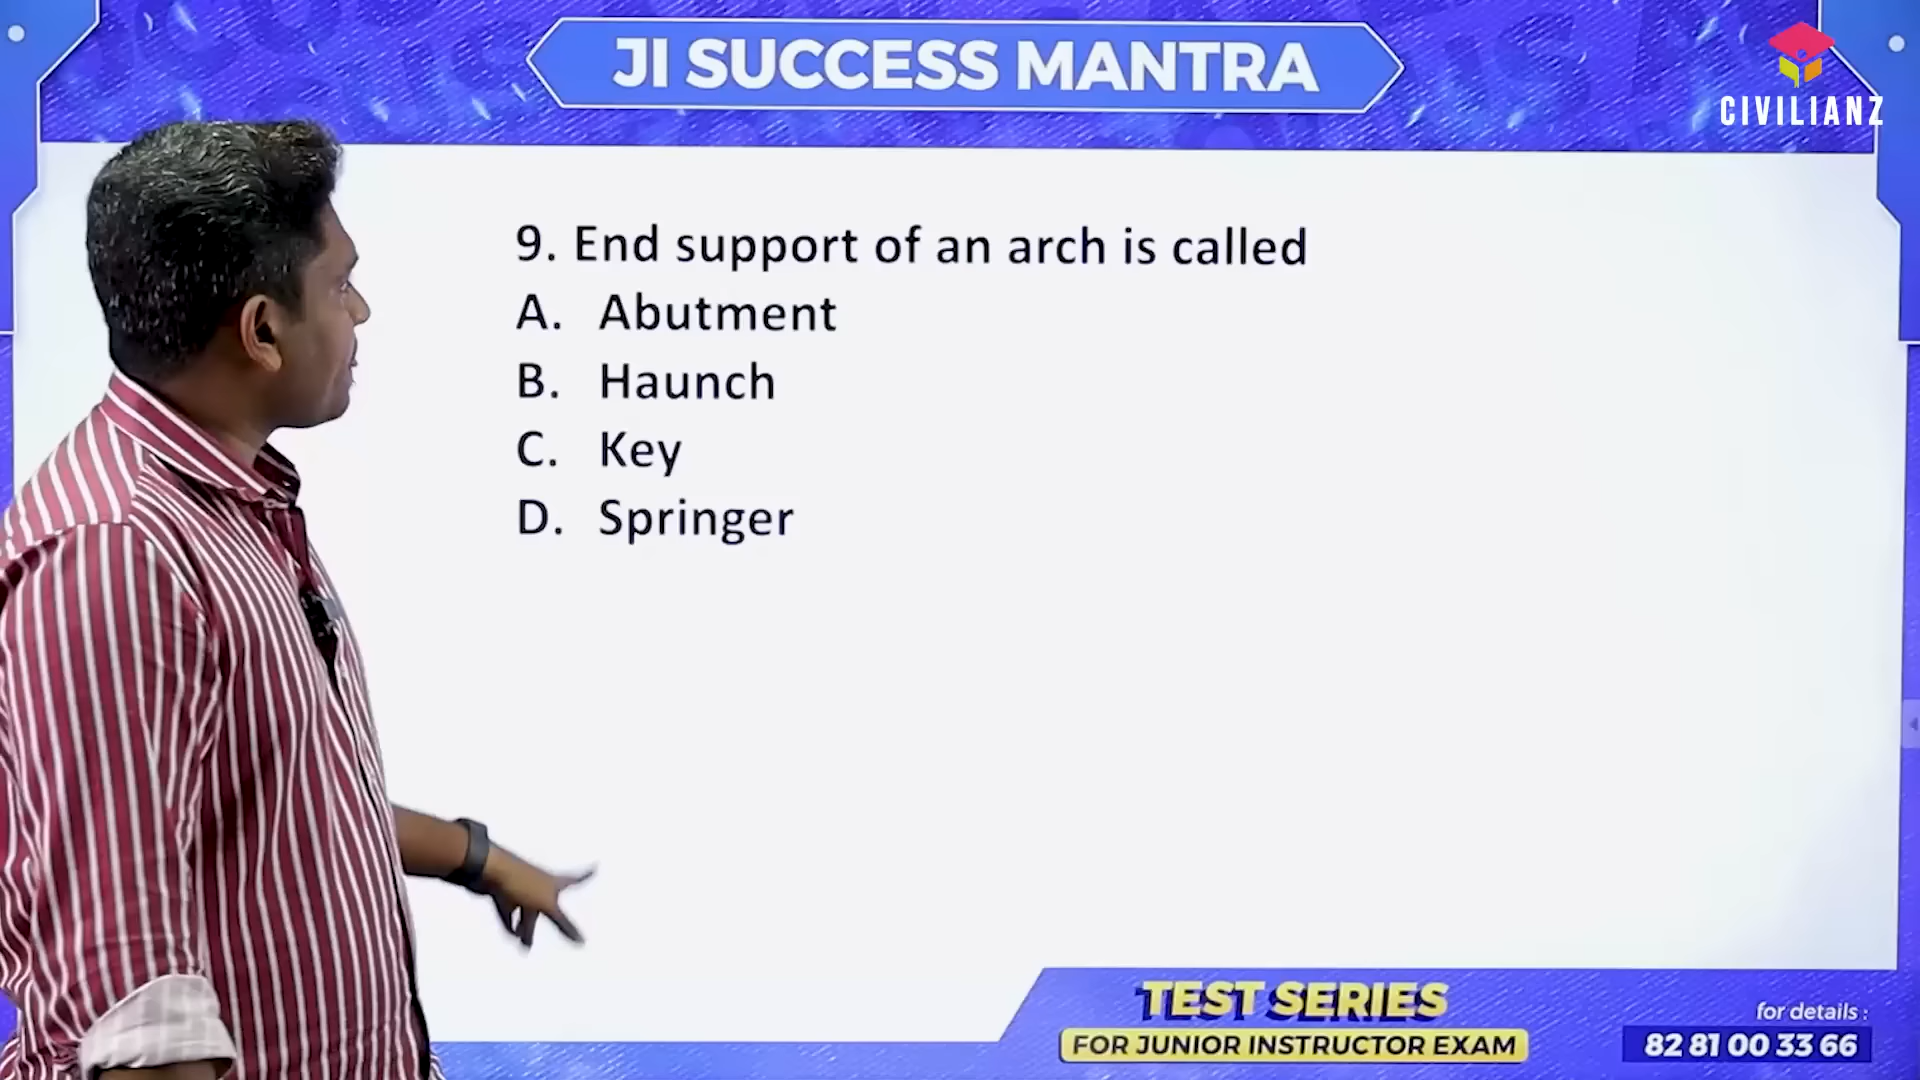 JI SUCCESS MANTRA
CIVILIANZ
9. End support of an arch is called
A. Abutment
B. Haunch
C. Key
D. Springer
TEST SERIES
FOR JUNIOR INSTRUCTOR EXAM
for details :
82 81 00 33 66